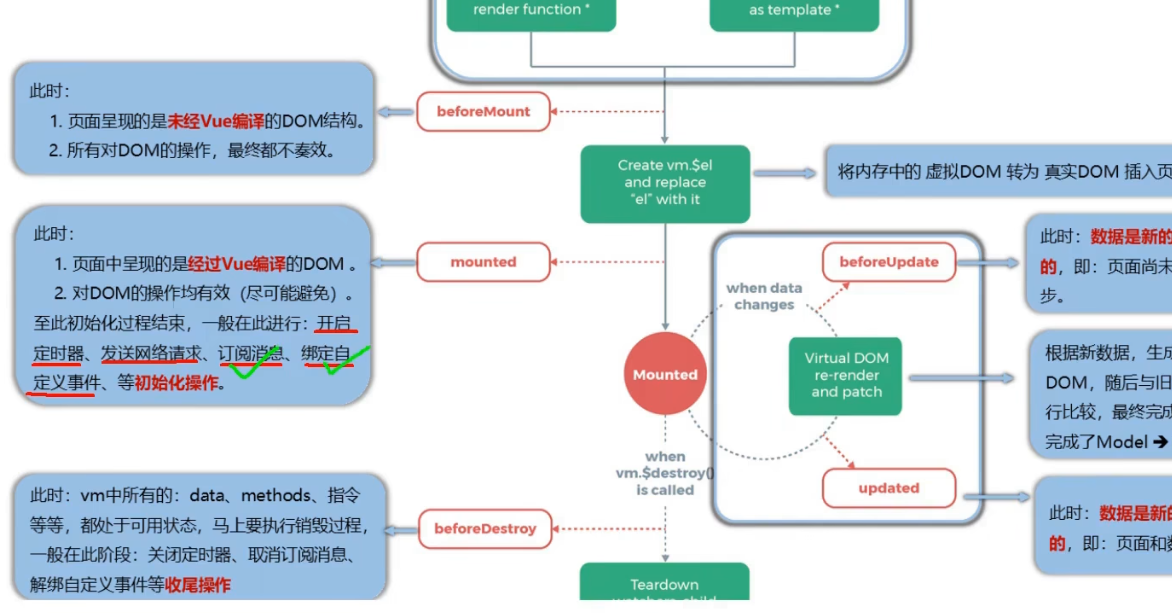 render function *
as template *
此时：
1. 页面呈现的是未经Vue编译的DOM结构。
2. 所有对DOM的操作，最终都不奏效。
beforeMount
Create vm.$el
and replace
“el” with it
将内存中的 虚拟DOM 转为 真实DOM 插入页
此时：
1. 页面中呈现的是经过Vue编译的DOM 。
2. 对DOM的操作均有效（尽可能避免）。
至此初始化过程结束，一般在此进行：开启
定时器、发送网络请求、订阅消息、绑定自
定义事件、等初始化操作。
mounted
beforeUpdate
此时：数据是新的
的，即：页面尚未
步。
when data
changes
Mounted
Virtual DOM
re-render
and patch
根据新数据，生成
DOM，随后与旧
行比较，最终完成
完成了Model ➔
when
vm.$destroy()
is called
updated
此时：数据是新的
的，即：页面和数
此时：vm中所有的：data、methods、指令
等等，都处于可用状态，马上要执行销毁过程，
一般在此阶段：关闭定时器、取消订阅消息、
解绑自定义事件等收尾操作
beforeDestroy
Teardown
watchers, child